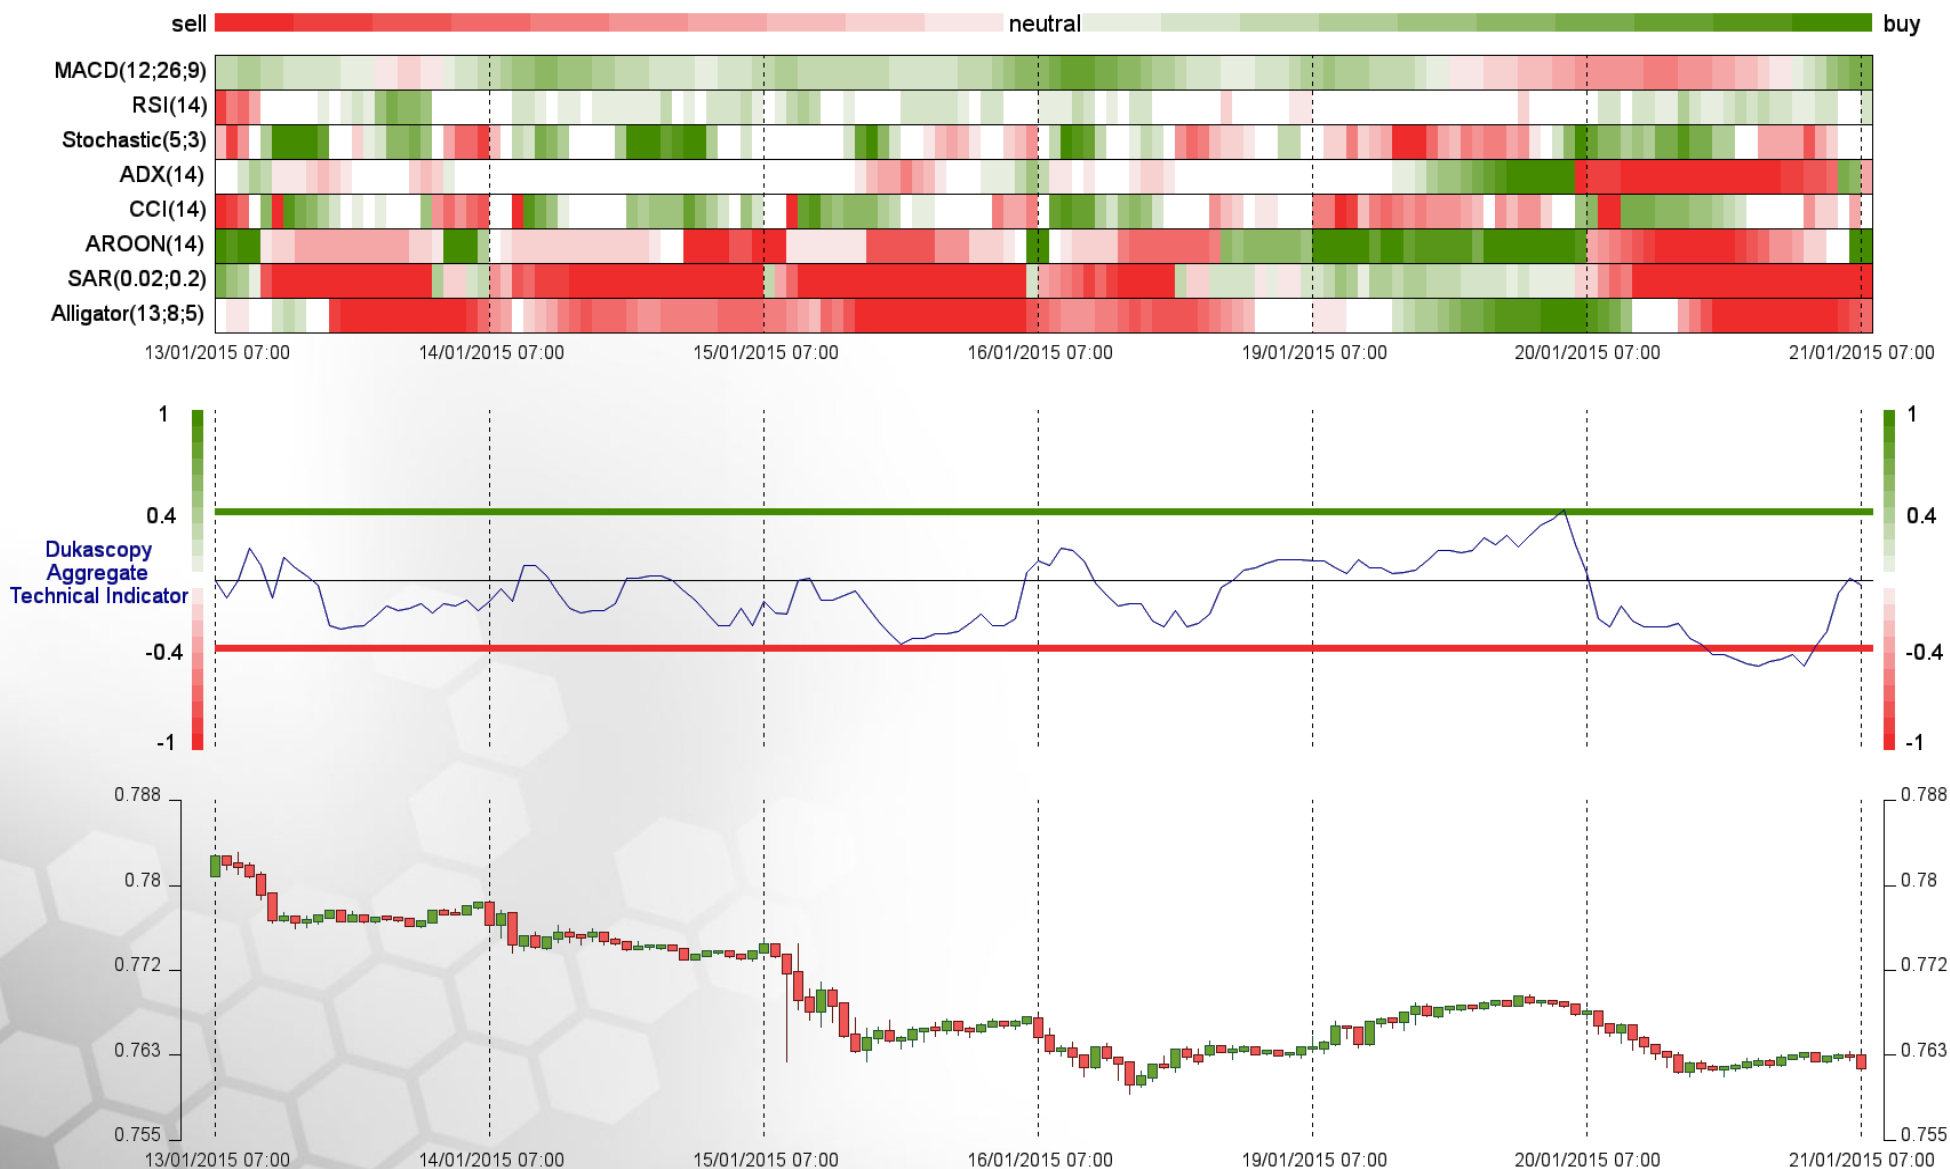 sell neutral buy
MACD(12;26;9)
RSI(14)
Stochastic(5;3)
ADX(14)
CCI(14)
AROON(14)
SAR(0.02;0.2)
Alligator(13;8;5)
13/01/2015 07:00 14/01/2015 07:00 15/01/2015 07:00 16/01/2015 07:00 19/01/2015 07:00 20/01/2015 07:00 21/01/2015 07:00
1 1
0.4 0.4
Dukascopy
Aggregate
Technical Indicator
-0.4 -0.4
-1 -1
0.788 0.788
0.78 0.78
0.772 0.772
0.763 0.763
0.755 0.755
13/01/2015 07:00 14/01/2015 07:00 15/01/2015 07:00 16/01/2015 07:00 19/01/2015 07:00 20/01/2015 07:00 21/01/2015 07:00